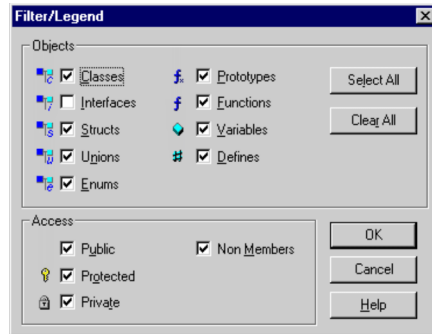 Filter/Legend
Objects
Classes
Prototypes
Select All
Interfaces
Functions
Structs
Variables
Clear All
Unions
Defines
Enums
Access
Public
Non Members
OK
Protected
Cancel
Private
Help